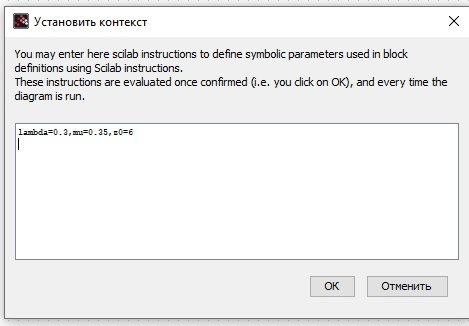 Установить контекст
You may enter here scilab instructions to define symbolic parameters used in block
definitions using Scilab instructions.
These instructions are evaluated once confirmed (i.e. you click on OK), and every time the
diagram is run.
lambda=0.3,mu=0.35,z0=6
OK
Отменить